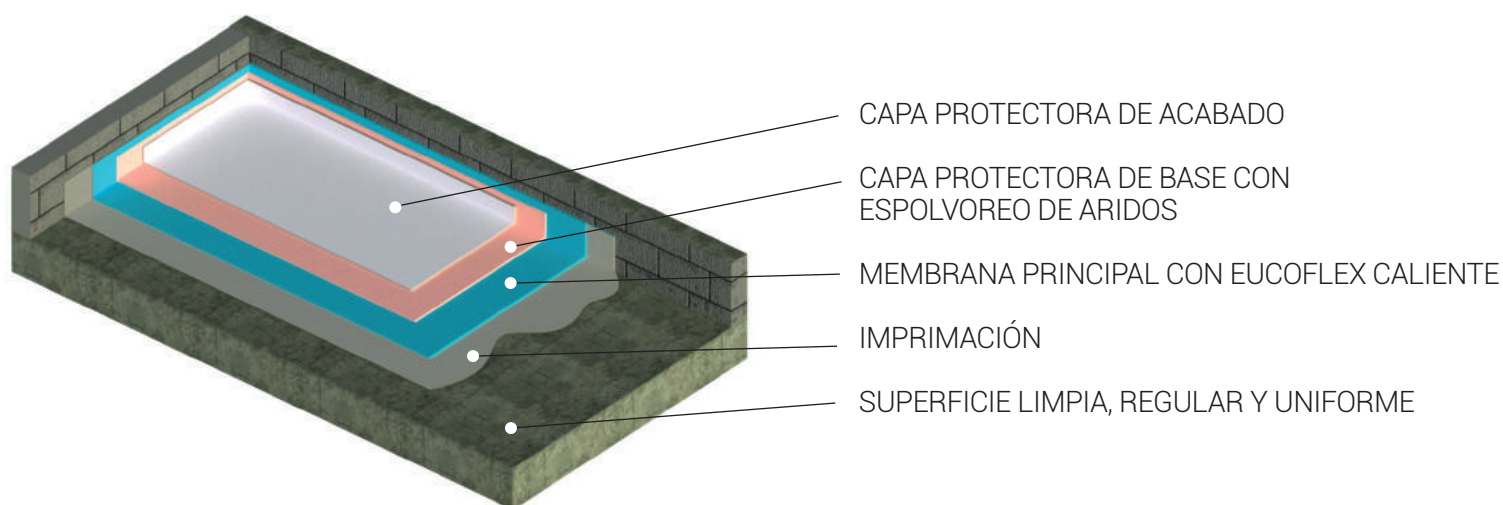 CAPA PROTECTORA DE ACABADO
CAPA PROTECTORA DE BASE CON
ESPOLVOREO DE ARIDOS
MEMBRANA PRINCIPAL CON EUCOFLEX CALIENTE
IMPRIMACIÓN
SUPERFICIE LIMPIA, REGULAR Y UNIFORME